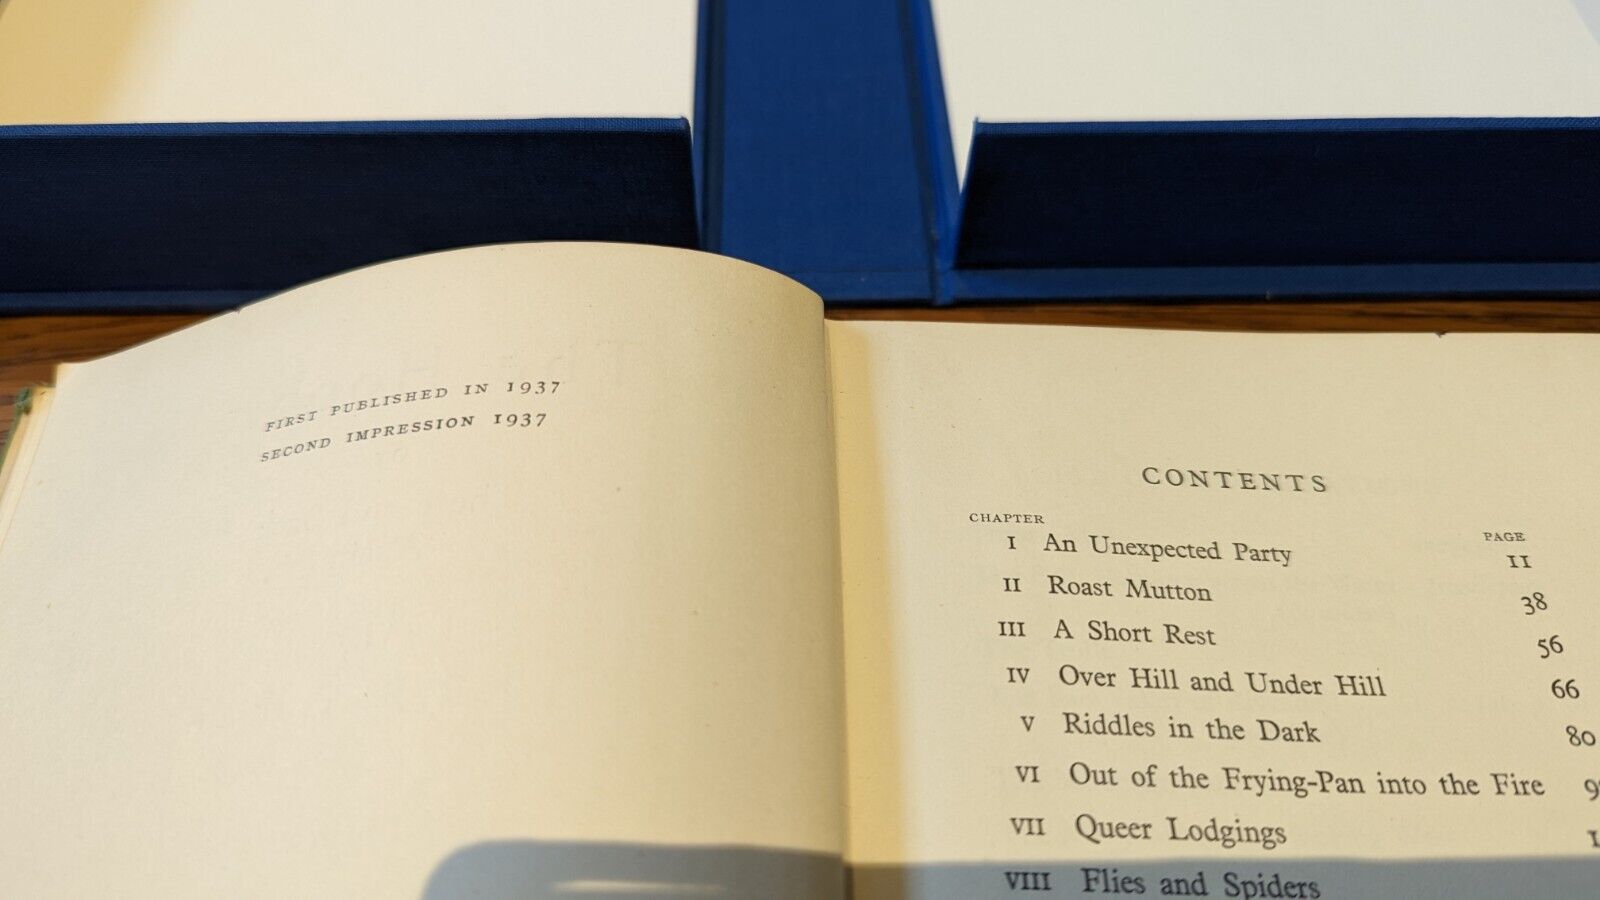 FIRST PUBLISHED IN 1937
SECOND IMPRESSION 1937
CONTENTS
CHAPTER PAGE
I An Unexpected Party 11
II Roast Mutton 38
III A Short Rest 56
IV Over Hill and Under Hill 66
V Riddles in the Dark 80
VI Out of the Frying-Pan into the Fire
VII Queer Lodgings
VIII Flies and Spiders